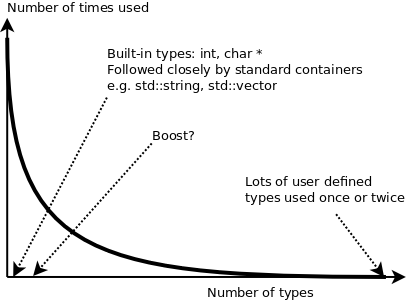 Number of times used
Built-in types: int, char *
Followed closely by standard containers
e.g. std::string, std::vector
Boost?
Lots of user defined
types used once or twice
Number of types